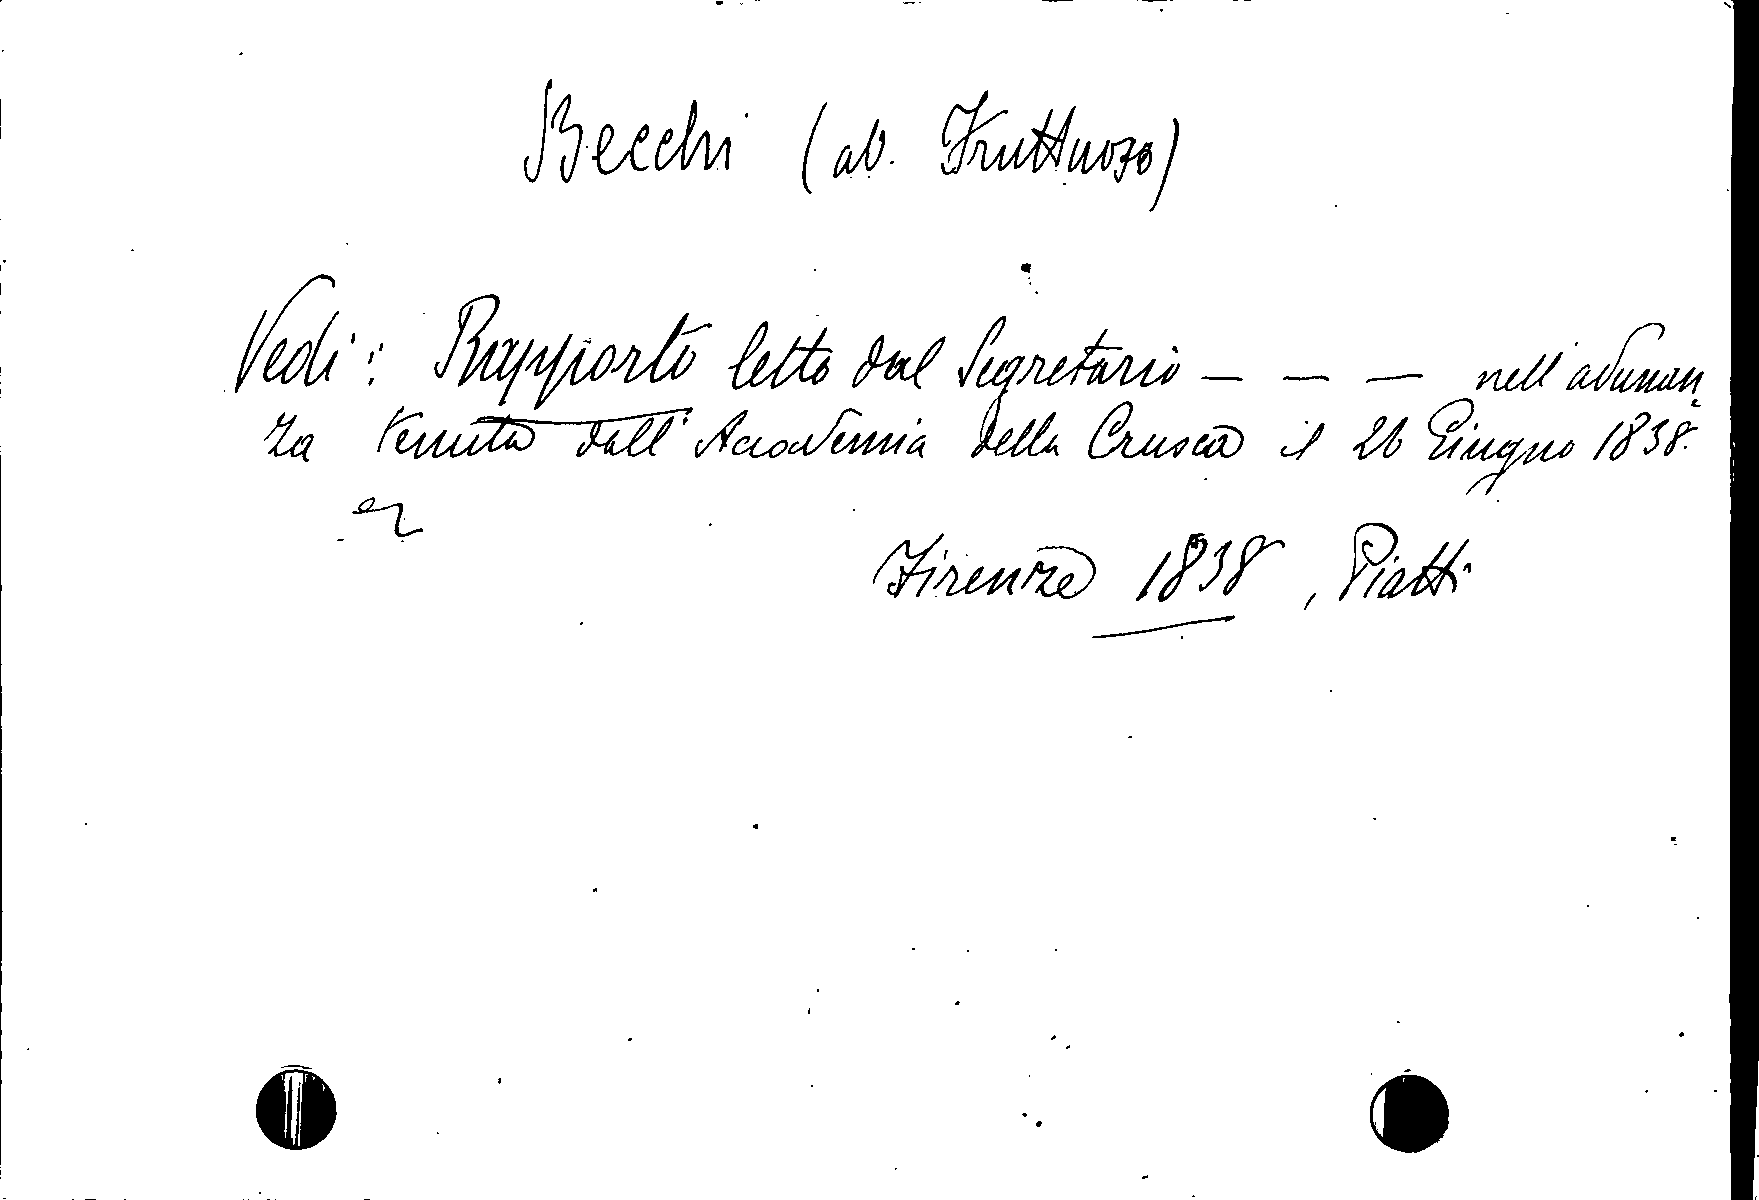 Becchi (ab. Fruttuoso)
Vedi: Rapporto letto dal Segretario — — — nell'adunan
za tenuta dall'Accademia della Crusca il 26 Giugno 1838.
Firenze 1838, Piatti